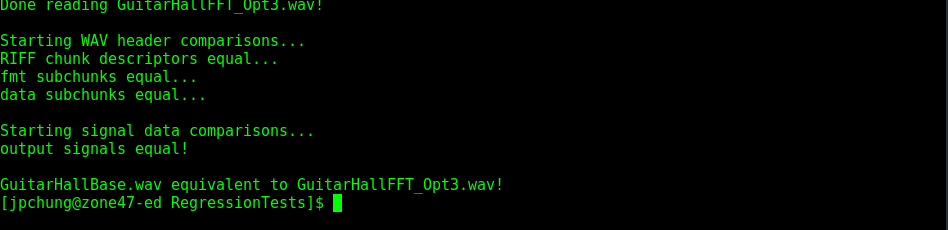 Done reading GuitarHallFFT_Opt3.wav!
Starting WAV header comparisons...
RIFF chunk descriptors equal...
fmt subchunks equal...
data subchunks equal...
Starting signal data comparisons...
output signals equal!
GuitarHallBase.wav equivalent to GuitarHallFFT_Opt3.wav!
[jpchung@zone47-ed RegressionTests]$